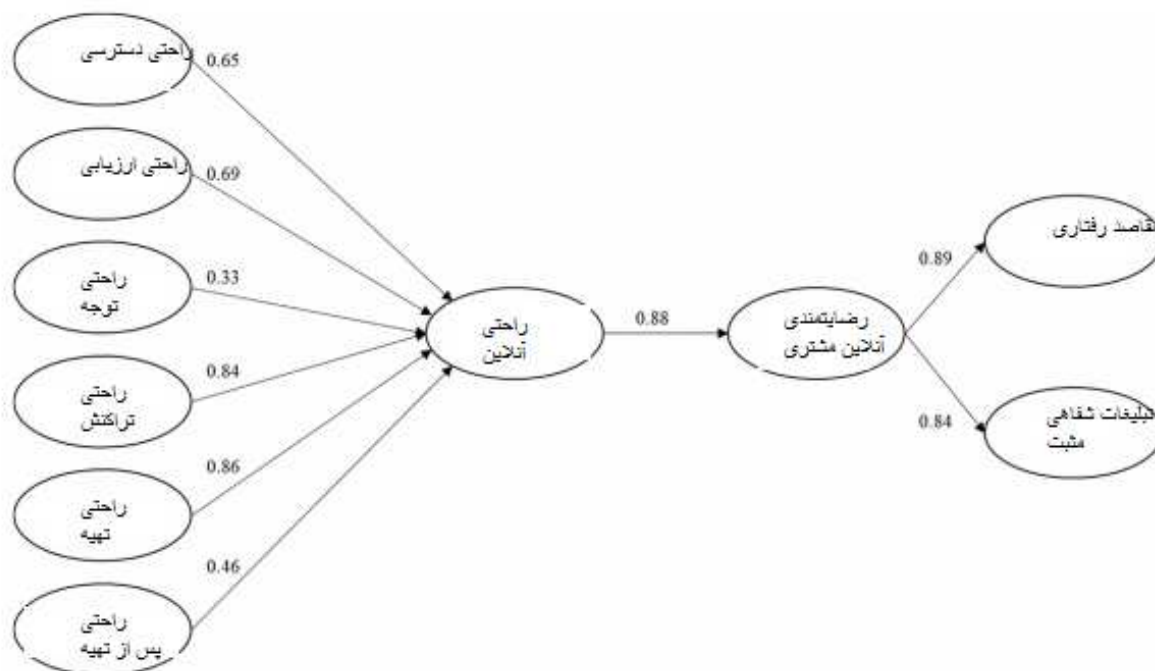 راحتی دسترسی
0.65
راحتی ارزیابی
0.69
راحتی
توجه
0.33
راحتی
تراکنش
0.84
راحتی
تهیه
0.86
راحتی
پس از تهیه
0.46
راحتی
آنلاین
0.88
رضایتمندی
آنلاین مشتری
0.89
مقاصد رفتاری
0.84
تبلیغات شفاهی
مثبت